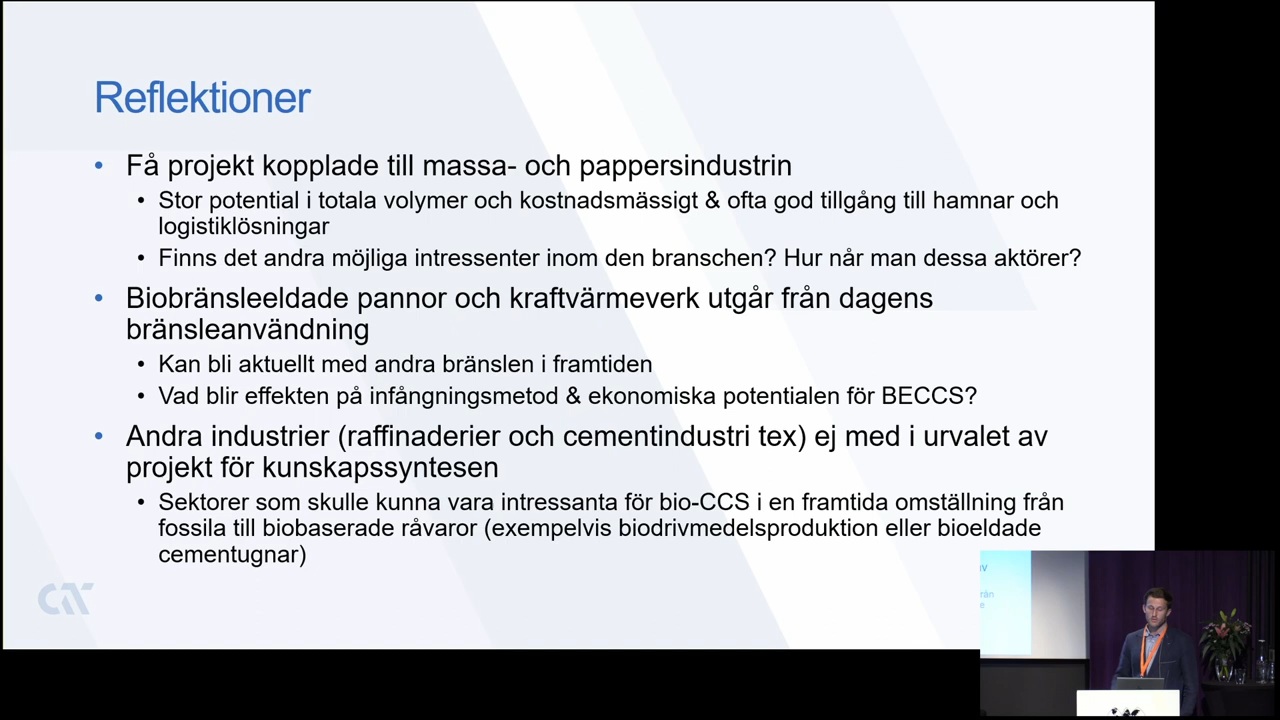 Reflektioner
• Få projekt kopplade till massa- och pappersindustrin
• Stor potential i totala volymer och kostnadsmässigt & ofta god tillgång till hamnar och
logistiklösningar
• Finns det andra möjliga intressenter inom den branschen? Hur når man dessa aktörer?
• Biobränsleeldade pannor och kraftvärmeverk utgår från dagens
bränsleanvändning
• Kan bli aktuellt med andra bränslen i framtiden
• Vad blir effekten på infångningsmetod & ekonomiska potentialen för BECCS?
• Andra industrier (raffinaderier och cementindustri tex) ej med i urvalet av
projekt för kunskapssyntesen
• Sektorer som skulle kunna vara intressanta för bio-CCS i en framtida omställning från
fossila till biobaserade råvaror (exempelvis biodrivmedelsproduktion eller bioeldade
cementugnar)